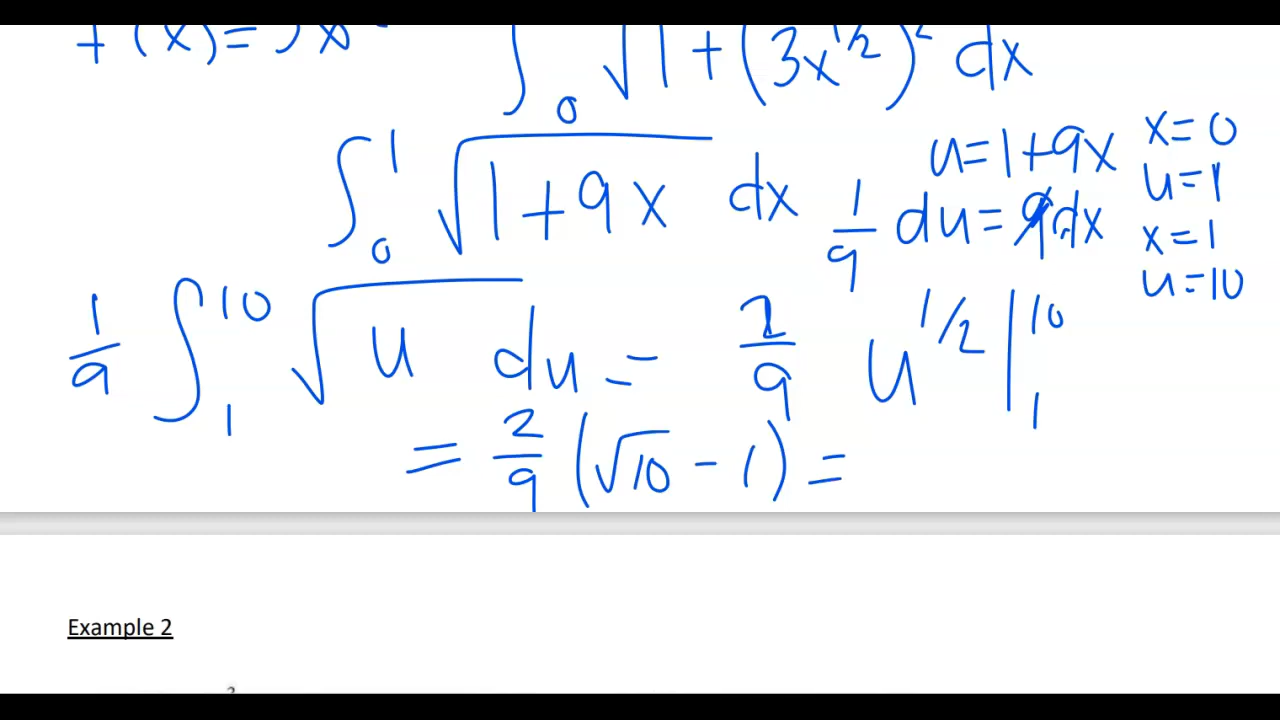 f'(x)=3x ∫₀ √1+(3x^1/2)² dx
∫₀¹ √1+9x dx
u=1+9x
1/9 du=9dx
x=0
u=1
x=1
u=10
1/9 ∫₁¹⁰ √u du = 2/9 u^1/2 |₁¹⁰
= 2/9 (√10 - 1) =
Example 2